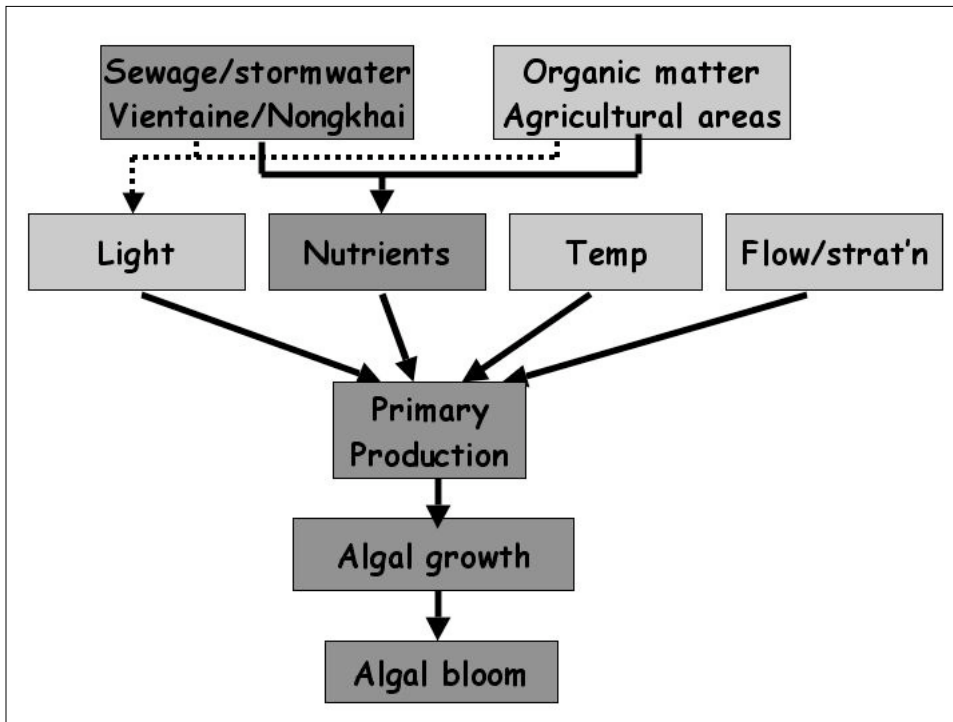 Sewage/stormwater
Vientaine/Nongkhai
Organic matter
Agricultural areas
Light
Nutrients
Temp
Flow/strat'n
Primary
Production
Algal growth
Algal bloom